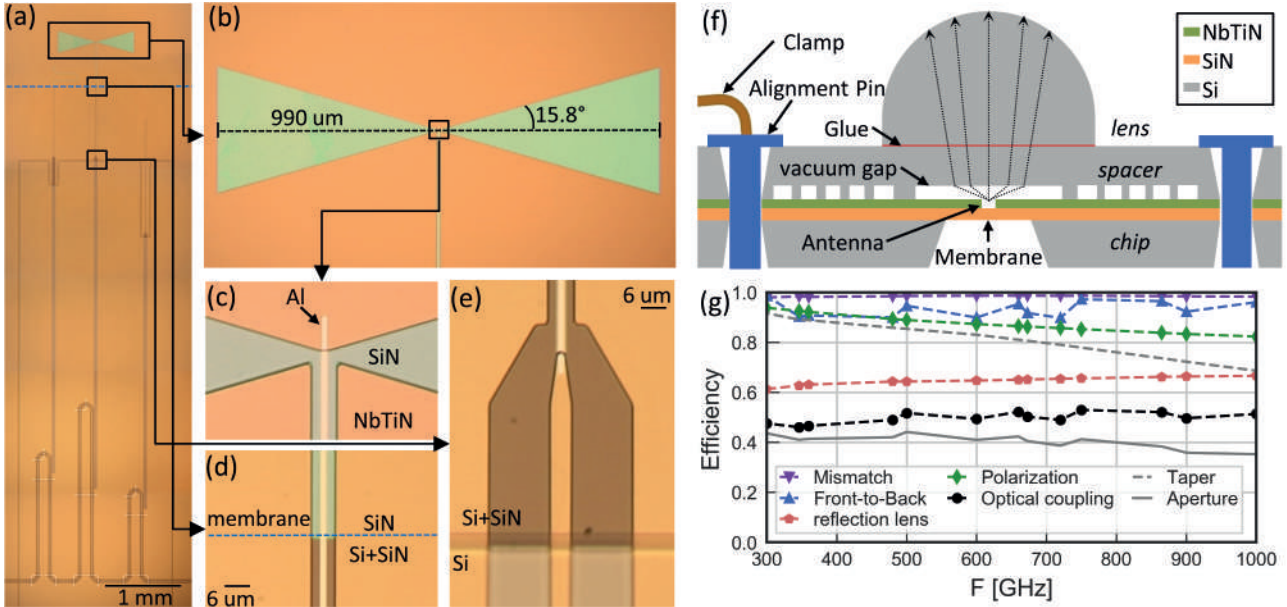 (a)
1 mm
(b)
990 um
15.8°
(c)
Al
SiN
NbTiN
(d)
membrane
SiN
Si+SiN
6 um
(e)
6 um
Si+SiN
Si
(f)
Clamp
Alignment Pin
Glue
vacuum gap
Antenna
Membrane
lens
spacer
chip
NbTiN
SiN
Si
(g)
Efficiency
1.0
0.8
0.6
0.4
0.2
0.0
Mismatch
Front-to-Back
reflection lens
Polarization
Optical coupling
Taper
Aperture
300 400 500 600 700 800 900 1000
F [GHz]